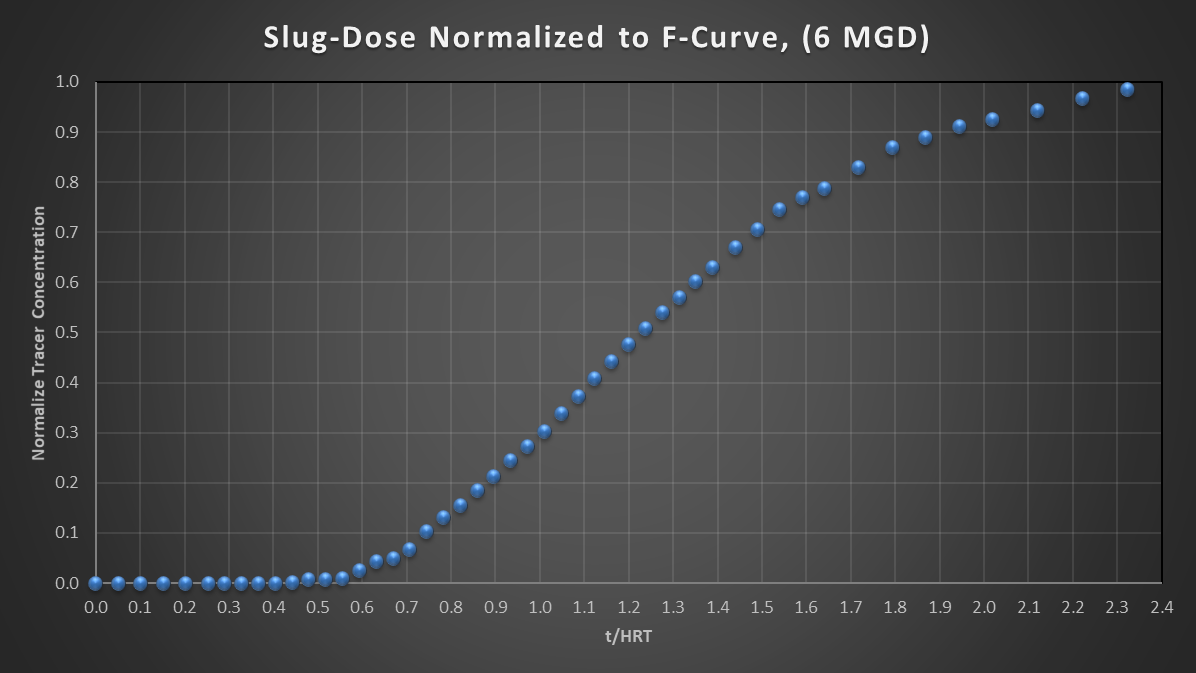 Slug-Dose Normalized to F-Curve, (6 MGD)
1.0
0.9
0.8
0.7
0.6
0.5
0.4
0.3
0.2
0.1
0.0
Normalize Tracer Concentration
0.0 0.1 0.2 0.3 0.4 0.5 0.6 0.7 0.8 0.9 1.0 1.1 1.2 1.3 1.4 1.5 1.6 1.7 1.8 1.9 2.0 2.1 2.2 2.3 2.4
t/HRT